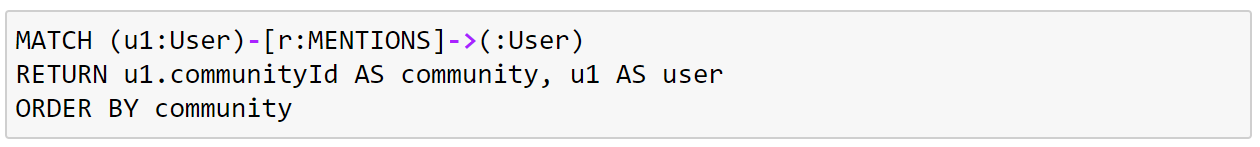 MATCH (u1:User)-[r:MENTIONS]->(:User)
RETURN u1.communityId AS community, u1 AS user
ORDER BY community